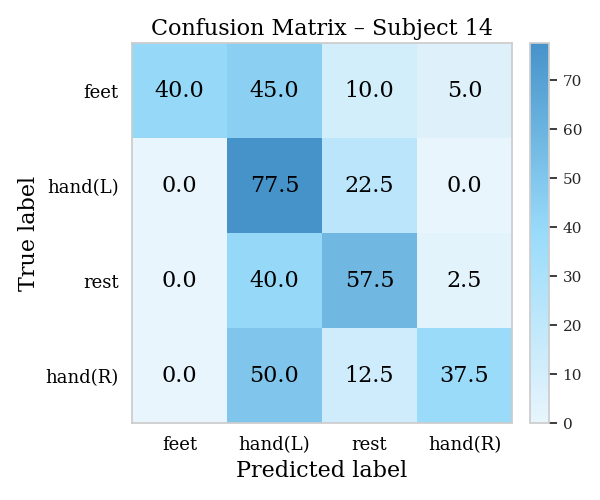 Confusion Matrix – Subject 14
feet 40.0 45.0 10.0 5.0
hand(L) 0.0 77.5 22.5 0.0
rest 0.0 40.0 57.5 2.5
hand(R) 0.0 50.0 12.5 37.5
feet hand(L) rest hand(R)
Predicted label
True label
70
60
50
40
30
20
10
0